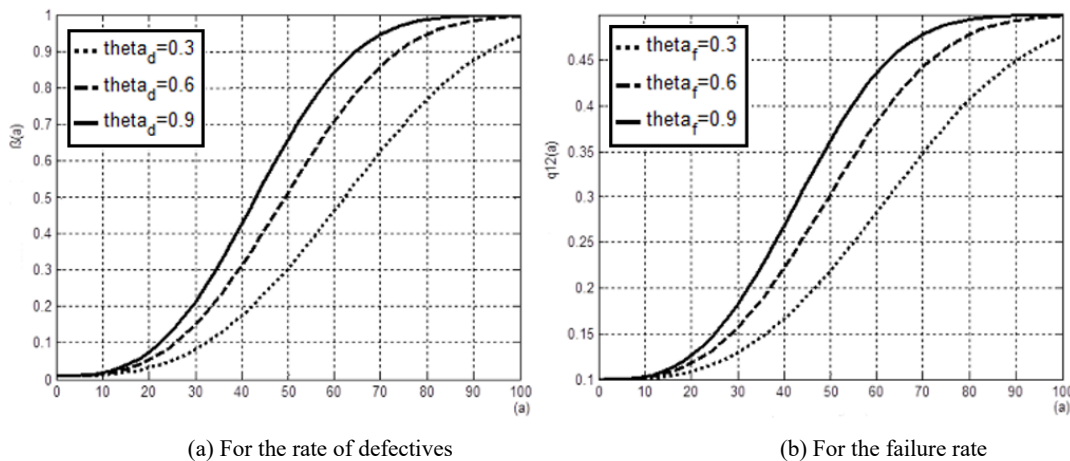 1
0.9
0.8
0.7
0.6
0.5
0.4
0.3
0.2
0.1
0
ß(a)
theta_d=0.3
theta_d=0.6
theta_d=0.9
0 10 20 30 40 50 60 70 80 90 100
(a)
0.45
0.4
0.35
0.3
0.25
0.2
0.15
0.1
q12(a)
theta_f=0.3
theta_f=0.6
theta_f=0.9
0 10 20 30 40 50 60 70 80 90 100
(a)
(a) For the rate of defectives
(b) For the failure rate